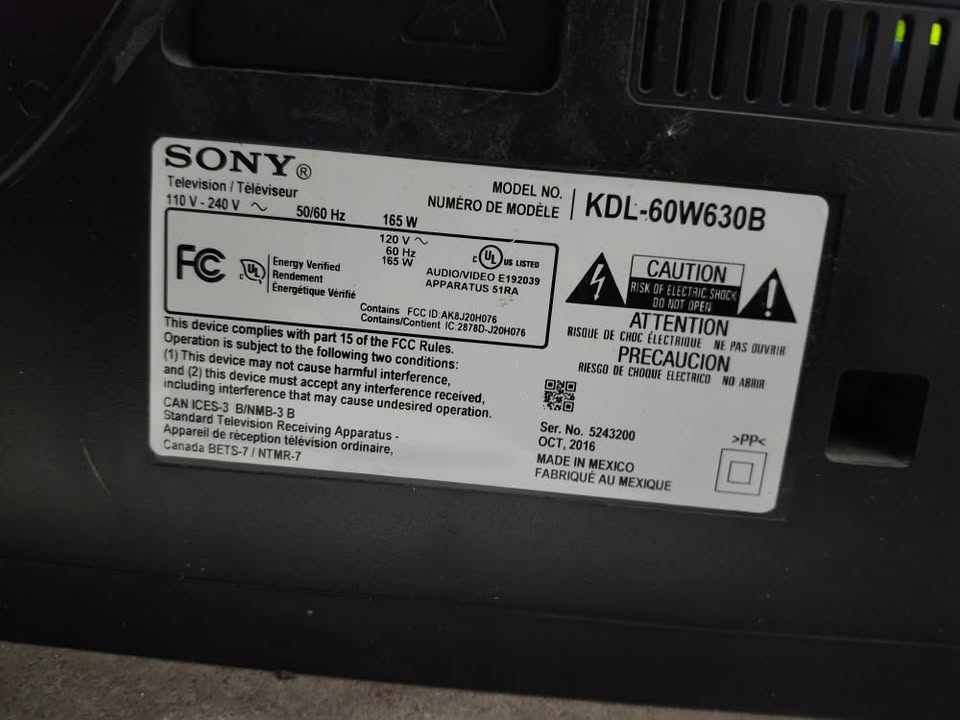 SONY®
Television / Téléviseur
110 V - 240 V ~ 50/60 Hz 165 W
MODEL NO.
NUMÉRO DE MODÈLE
KDL-60W630B
120 V ~
60 Hz
165 W
FC
c UL us LISTED
AUDIO/VIDEO E192039
APPARATUS 51RA
c UL
Energy Verified
Rendement
Énergétique Vérifié
Contains FCC ID:AK8J20H076
Contains/Contient IC:2878D-J20H076
This device complies with part 15 of the FCC Rules.
Operation is subject to the following two conditions:
(1) This device may not cause harmful interference,
and (2) this device must accept any interference received,
including interference that may cause undesired operation.
CAN ICES-3 B/NMB-3 B
Standard Television Receiving Apparatus -
Appareil de réception télévision ordinaire,
Canada BETS-7 / NTMR-7
CAUTION
RISK OF ELECTRIC SHOCK
DO NOT OPEN
ATTENTION
RISQUE DE CHOC ÉLECTRIQUE NE PAS OUVRIR
PRECAUCION
RIESGO DE CHOQUE ELECTRICO NO ABRIR
Ser. No. 5243200
OCT, 2016
MADE IN MEXICO
FABRIQUÉ AU MEXIQUE
>PP<